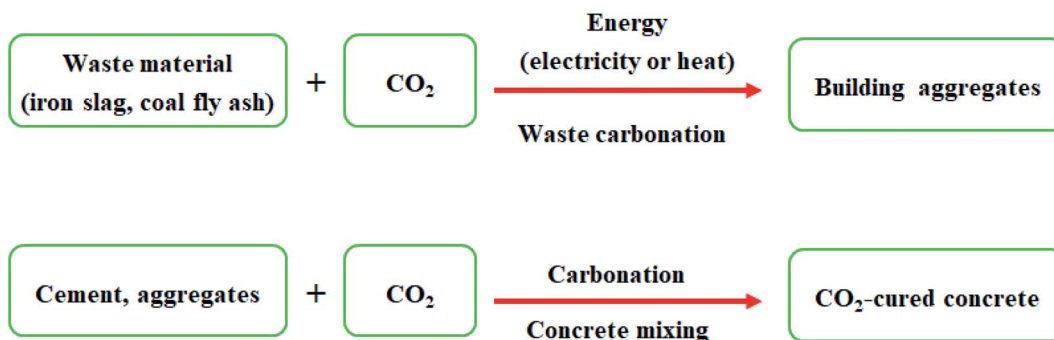 Energy
Waste material
(iron slag, coal fly ash)
+
CO₂
(electricity or heat)
Waste carbonation
Building aggregates
Cement, aggregates
+
CO₂
Carbonation
Concrete mixing
CO₂-cured concrete